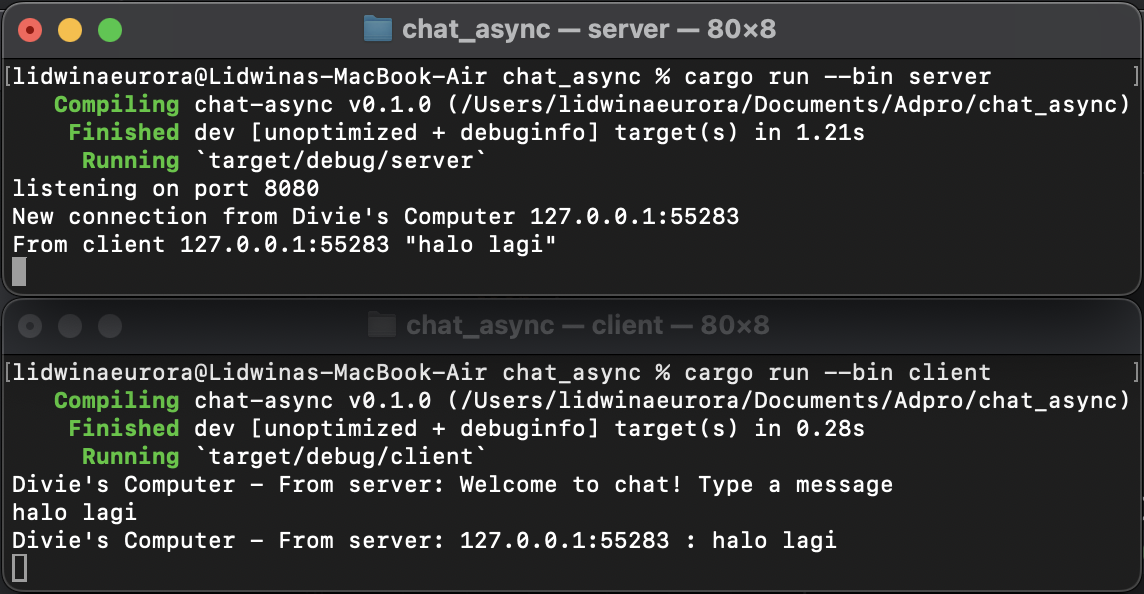 chat_async — server — 80×8
[lidwinaeurora@Lidwinas-MacBook-Air chat_async % cargo run --bin server ]
Compiling chat-async v0.1.0 (/Users/lidwinaeurora/Documents/Adpro/chat_async)
Finished dev [unoptimized + debuginfo] target(s) in 1.21s
Running `target/debug/server`
listening on port 8080
New connection from Divie's Computer 127.0.0.1:55283
From client 127.0.0.1:55283 "halo lagi"
chat_async — client — 80×8
[lidwinaeurora@Lidwinas-MacBook-Air chat_async % cargo run --bin client ]
Compiling chat-async v0.1.0 (/Users/lidwinaeurora/Documents/Adpro/chat_async)
Finished dev [unoptimized + debuginfo] target(s) in 0.28s
Running `target/debug/client`
Divie's Computer - From server: Welcome to chat! Type a message
halo lagi
Divie's Computer - From server: 127.0.0.1:55283 : halo lagi